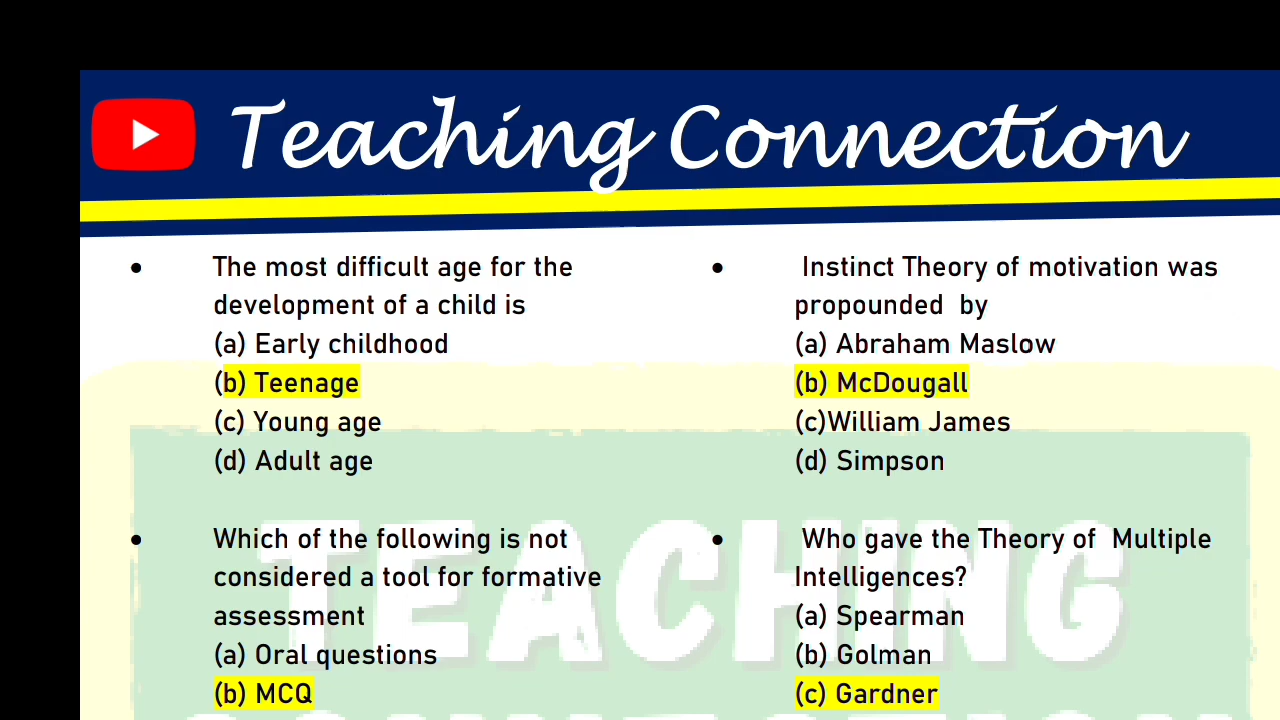 Teaching Connection
The most difficult age for the
development of a child is
(a) Early childhood
(b) Teenage
(c) Young age
(d) Adult age
Which of the following is not
considered a tool for formative
assessment
(a) Oral questions
(b) MCQ
Instinct Theory of motivation was
propounded by
(a) Abraham Maslow
(b) McDougall
(c)William James
(d) Simpson
Who gave the Theory of Multiple
Intelligences?
(a) Spearman
(b) Golman
(c) Gardner
TEACHING